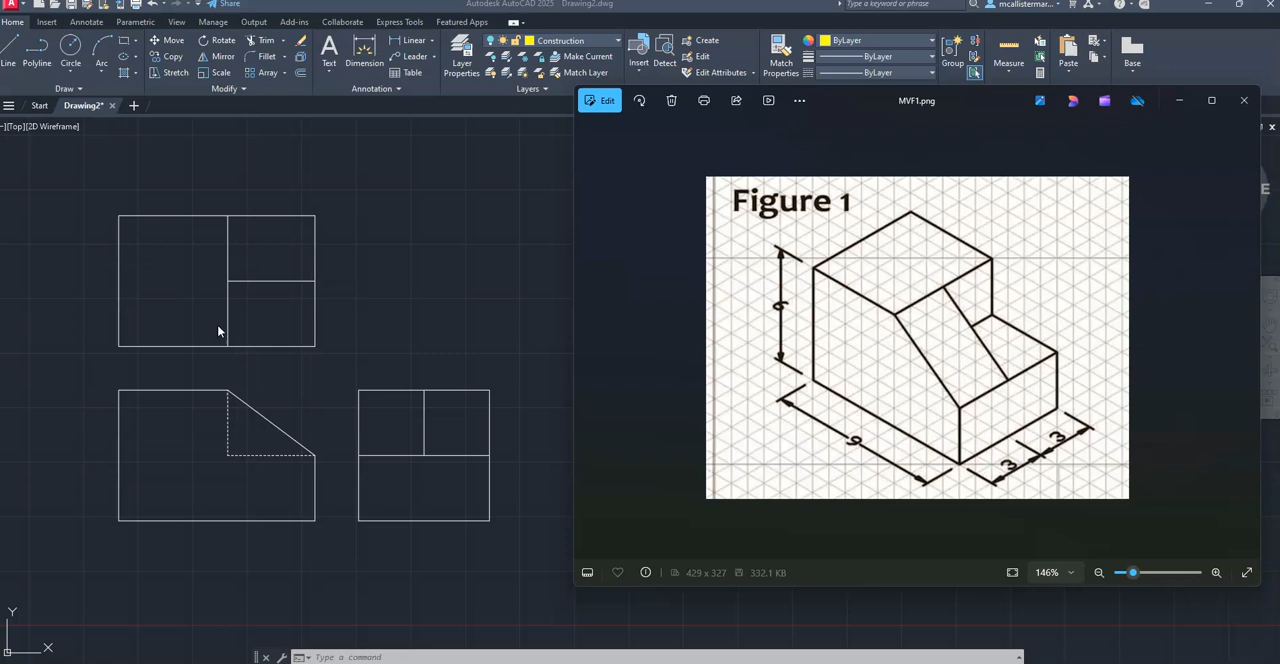 Share
Autodesk AutoCAD 2025 Drawing2.dwg
Type a keyword or phrase
mcallistermar...
Home Insert Annotate Parametric View Manage Output Add-ins Collaborate Express Tools Featured Apps
Line Polyline Circle Arc
Move Rotate Trim
Copy Mirror Fillet
Stretch Scale Array
Text Dimension
Linear
Leader
Table
Layer Properties
Construction
Make Current
Match Layer
Insert Detect
Create
Edit
Edit Attributes
Match Properties
ByLayer
ByLayer
ByLayer
Group
Measure
Paste
Base
Draw Modify Annotation Layers
Start Drawing2*
–][Top][2D Wireframe]
Edit
MVF1.png
Figure 1
6
9
3
3
429 x 327 332.1 KB
146%
E
Y
X
Type a command